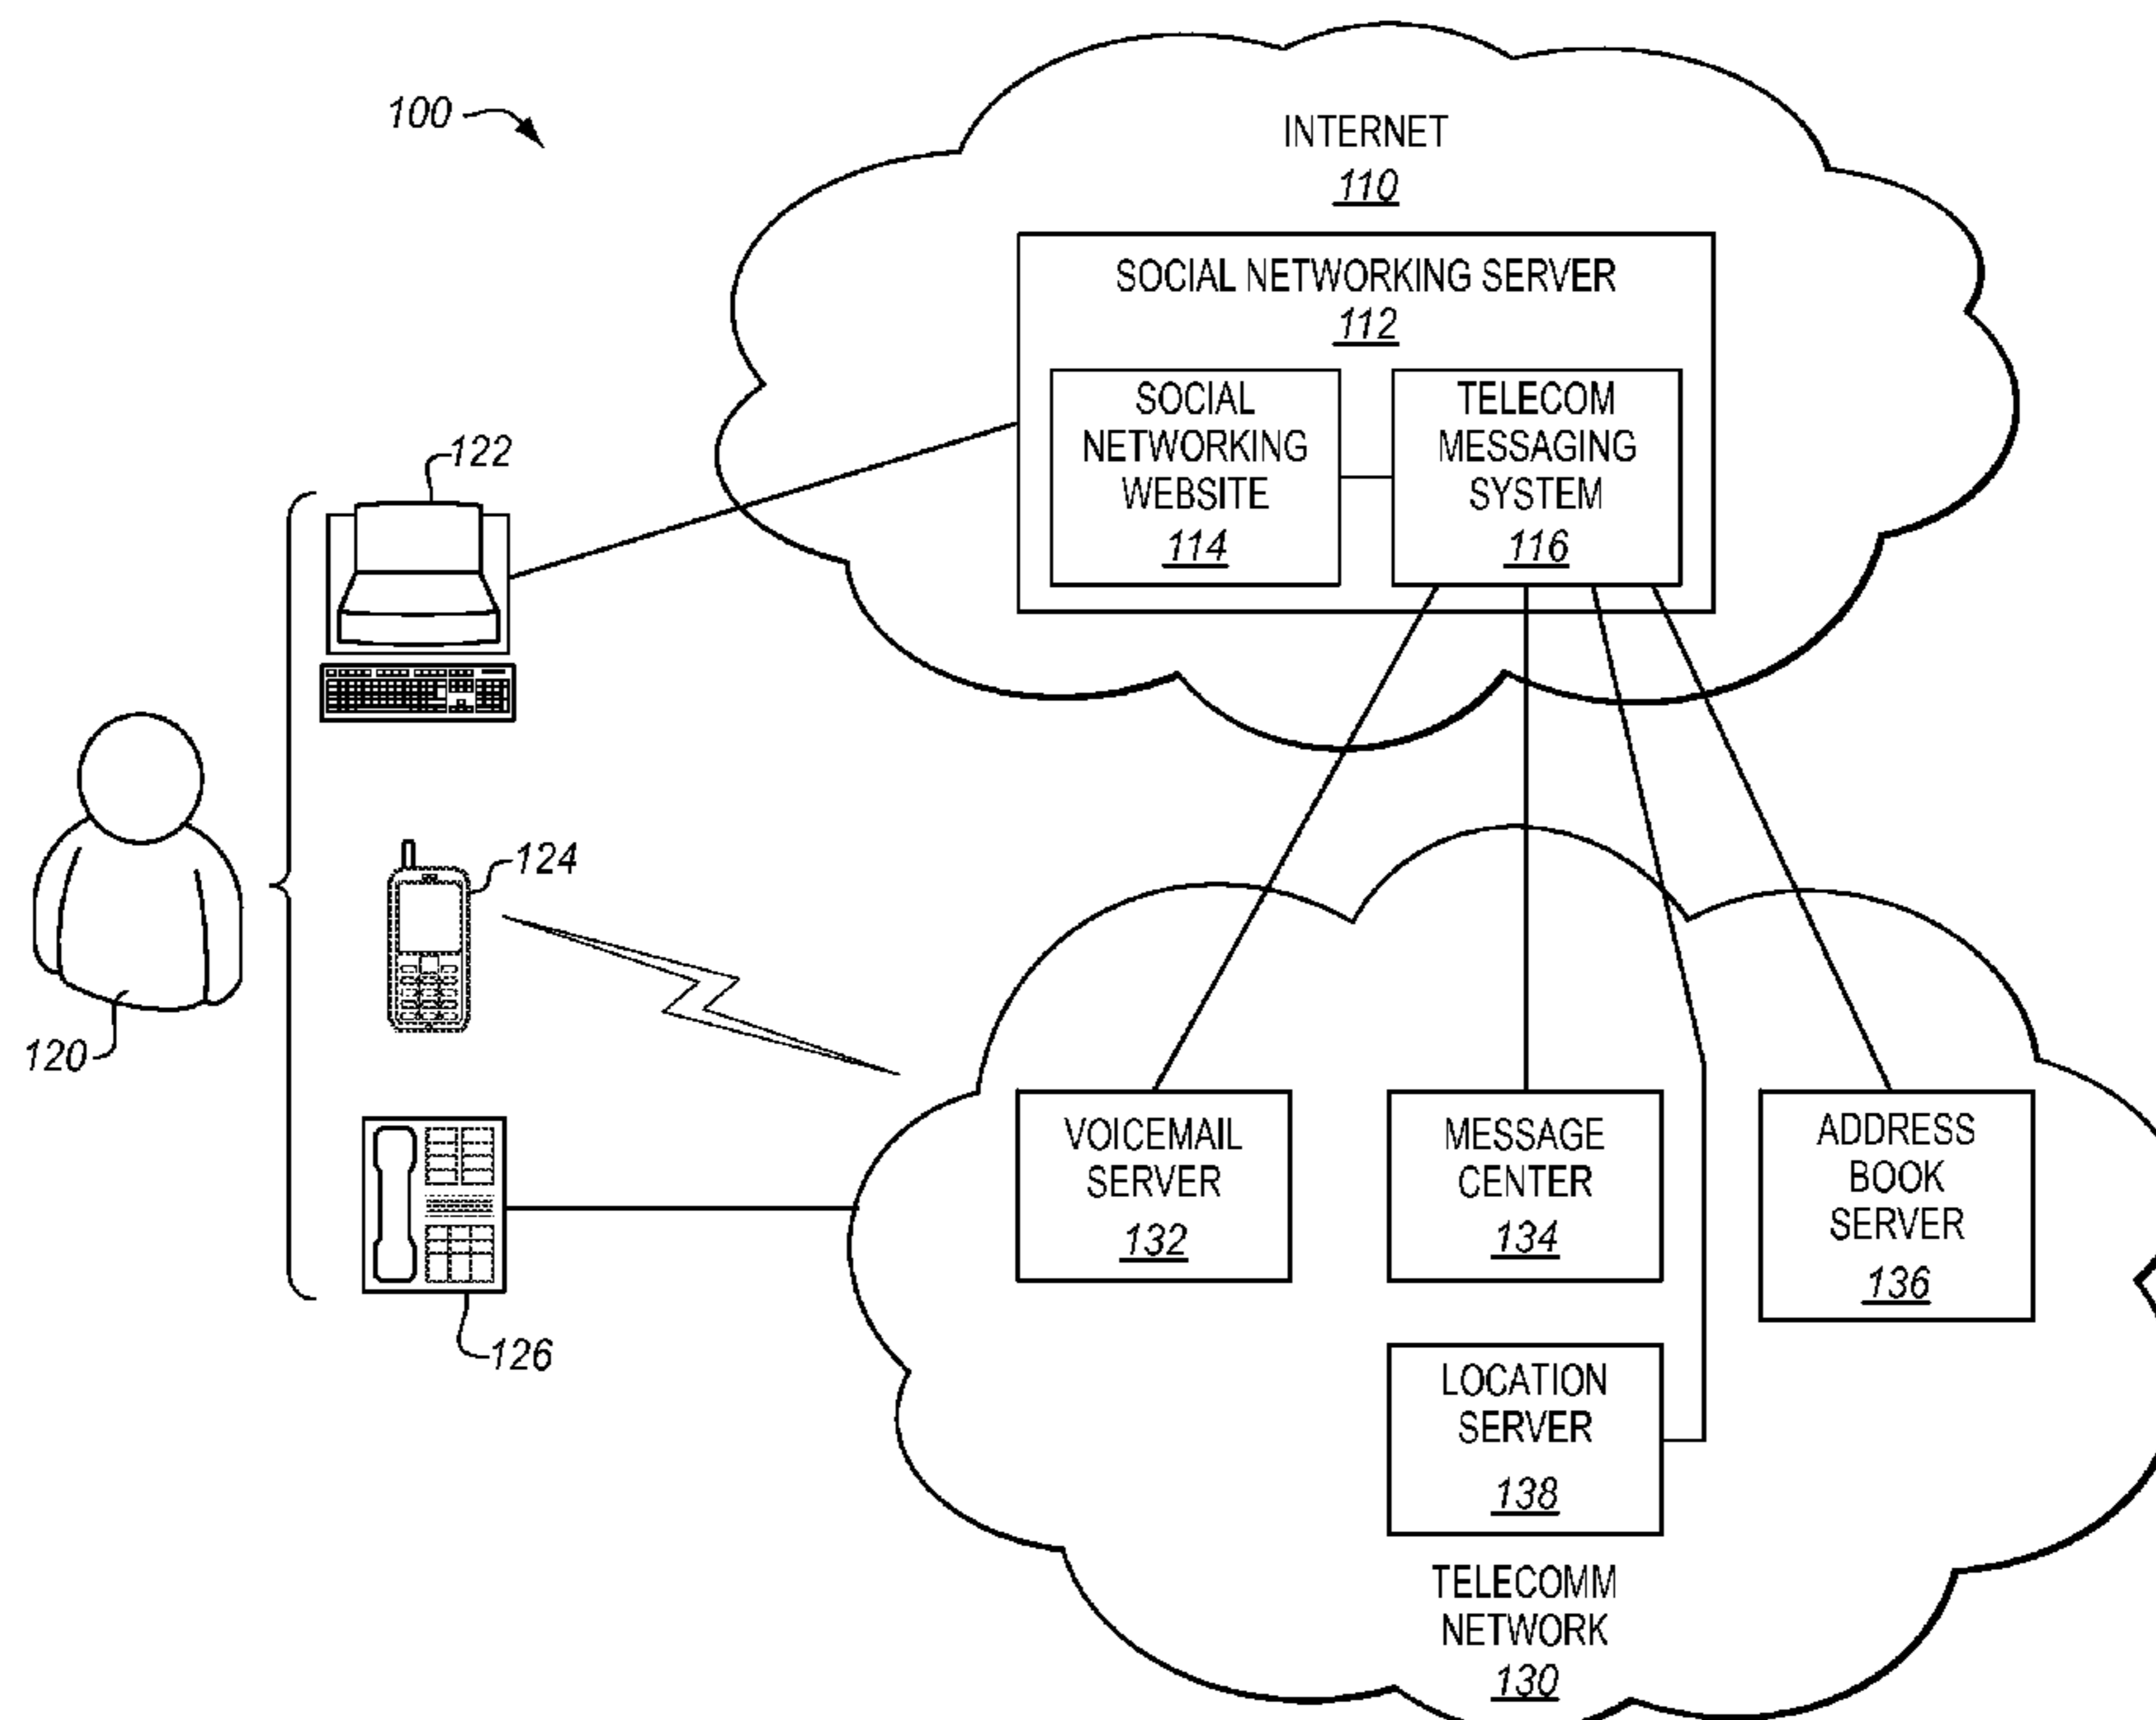 100
INTERNET
110
SOCIAL NETWORKING SERVER
112
SOCIAL
NETWORKING
WEBSITE
114
TELECOM
MESSAGING
SYSTEM
116
122
124
120
126
VOICEMAIL
SERVER
132
MESSAGE
CENTER
134
ADDRESS
BOOK
SERVER
136
LOCATION
SERVER
138
TELECOMM
NETWORK
130